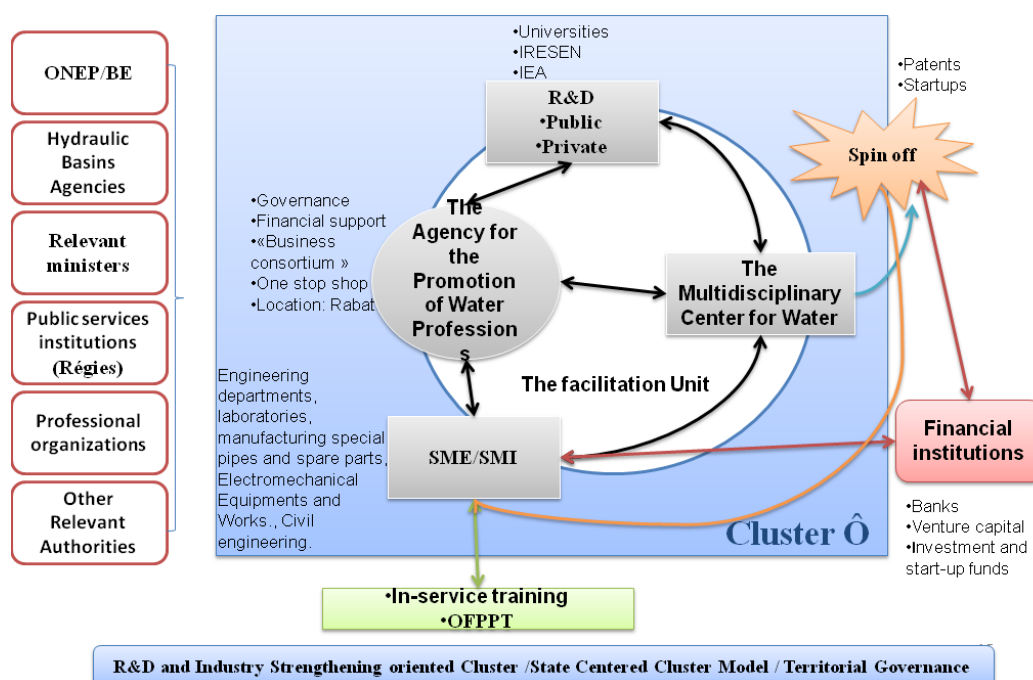 ONEP/BE
Hydraulic
Basins
Agencies
Relevant
ministers
Public services
institutions
(Régies)
Professional
organizations
Other
Relevant
Authorities
•Universities
•IRESEN
•IEA
R&D
•Public
•Private
•Patents
•Startups
Spin off
•Governance
•Financial support
•«Business
consortium »
•One stop shop
•Location: Rabat
The
Agency for
the
Promotion
of Water
Profession
s
The
Multidisciplinary
Center for Water
The facilitation Unit
Engineering
departments,
laboratories,
manufacturing special
pipes and spare parts,
Electromechanical
Equipments and
Works., Civil
engineering.
SME/SMI
Financial
institutions
•Banks
•Venture capital
•Investment and
start-up funds
Cluster Ô
•In-service training
•OFPPT
R&D and Industry Strengthening oriented Cluster /State Centered Cluster Model / Territorial Governance